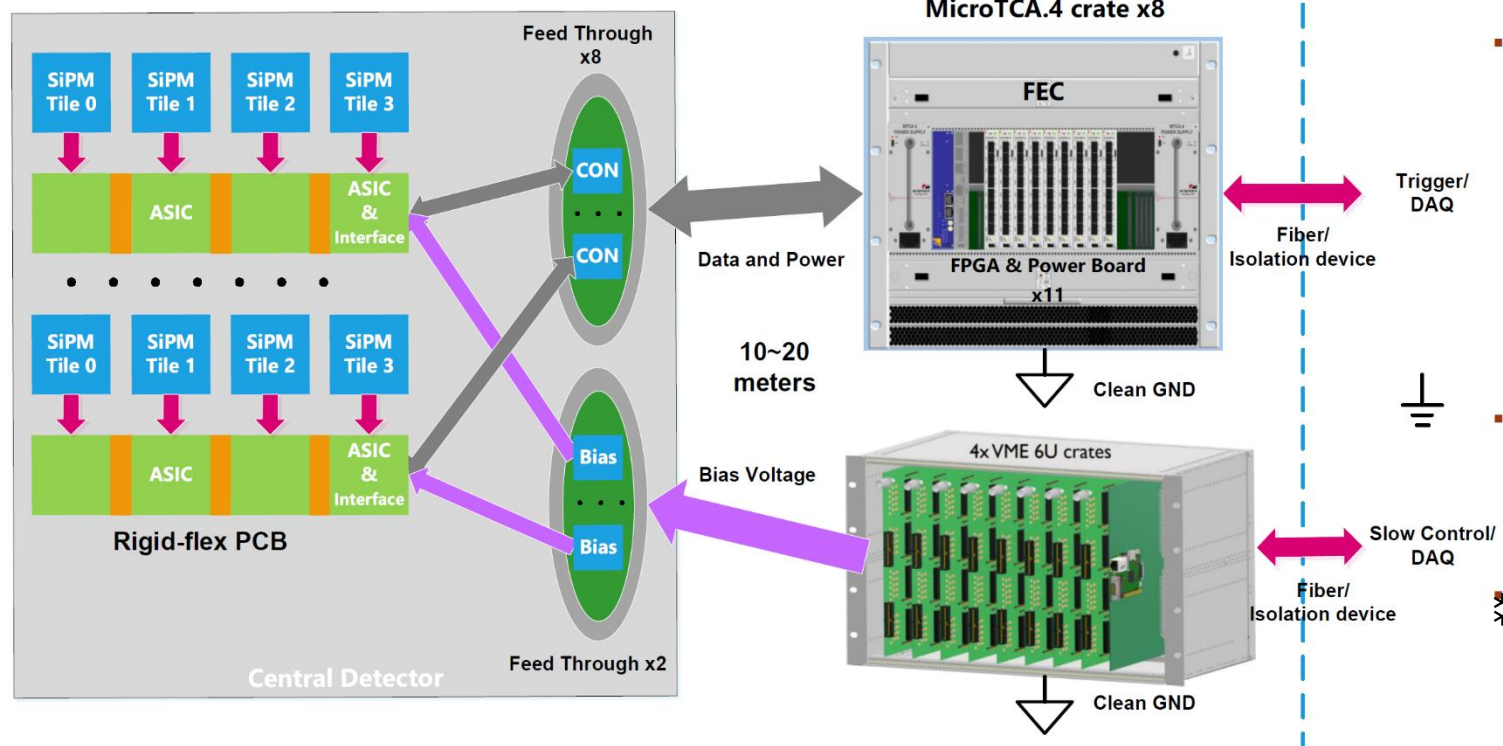 MicroTCA.4 crate x8
Feed Through
x8
SiPM
Tile 0
SiPM
Tile 1
SiPM
Tile 2
SiPM
Tile 3
ASIC
ASIC
&
Interface
CON
CON
SiPM
Tile 0
SiPM
Tile 1
SiPM
Tile 2
SiPM
Tile 3
ASIC
ASIC
&
Interface
Rigid-flex PCB
Central Detector
Bias
Bias
Feed Through x2
Data and Power
10~20
meters
Bias Voltage
FEC
FPGA & Power Board
x11
Clean GND
4x VME 6U crates
Clean GND
Fiber/
Isolation device
Trigger/
DAQ
Slow Control/
DAQ
Fiber/
Isolation device